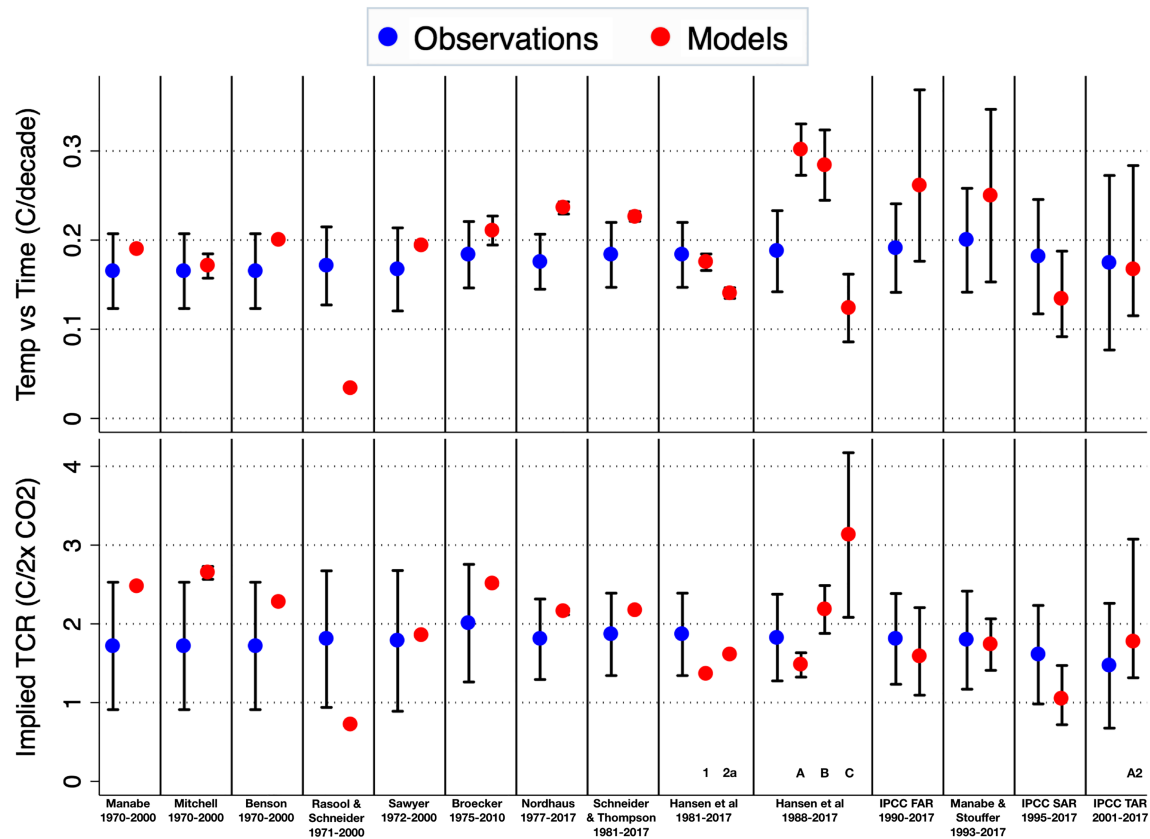 Observations Models
Temp vs Time (C/decade)
0.3
0.2
0.1
0
Implied TCR (C/2x CO2)
4
3
2
1
0
1 2a A B C A2
Manabe
1970-2000
Mitchell
1970-2000
Benson
1970-2000
Rasool &
Schneider
1971-2000
Sawyer
1972-2000
Broecker
1975-2010
Nordhaus
1977-2017
Schneider
& Thompson
1981-2017
Hansen et al
1981-2017
Hansen et al
1988-2017
IPCC FAR
1990-2017
Manabe &
Stouffer
1993-2017
IPCC SAR
1995-2017
IPCC TAR
2001-2017